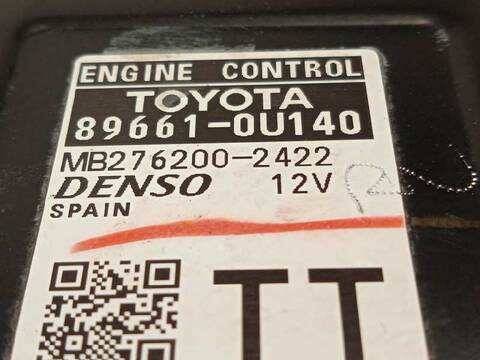 ENGINE CONTROL
TOYOTA
89661-0U140
MB276200-2422
DENSO 12V
SPAIN
TT